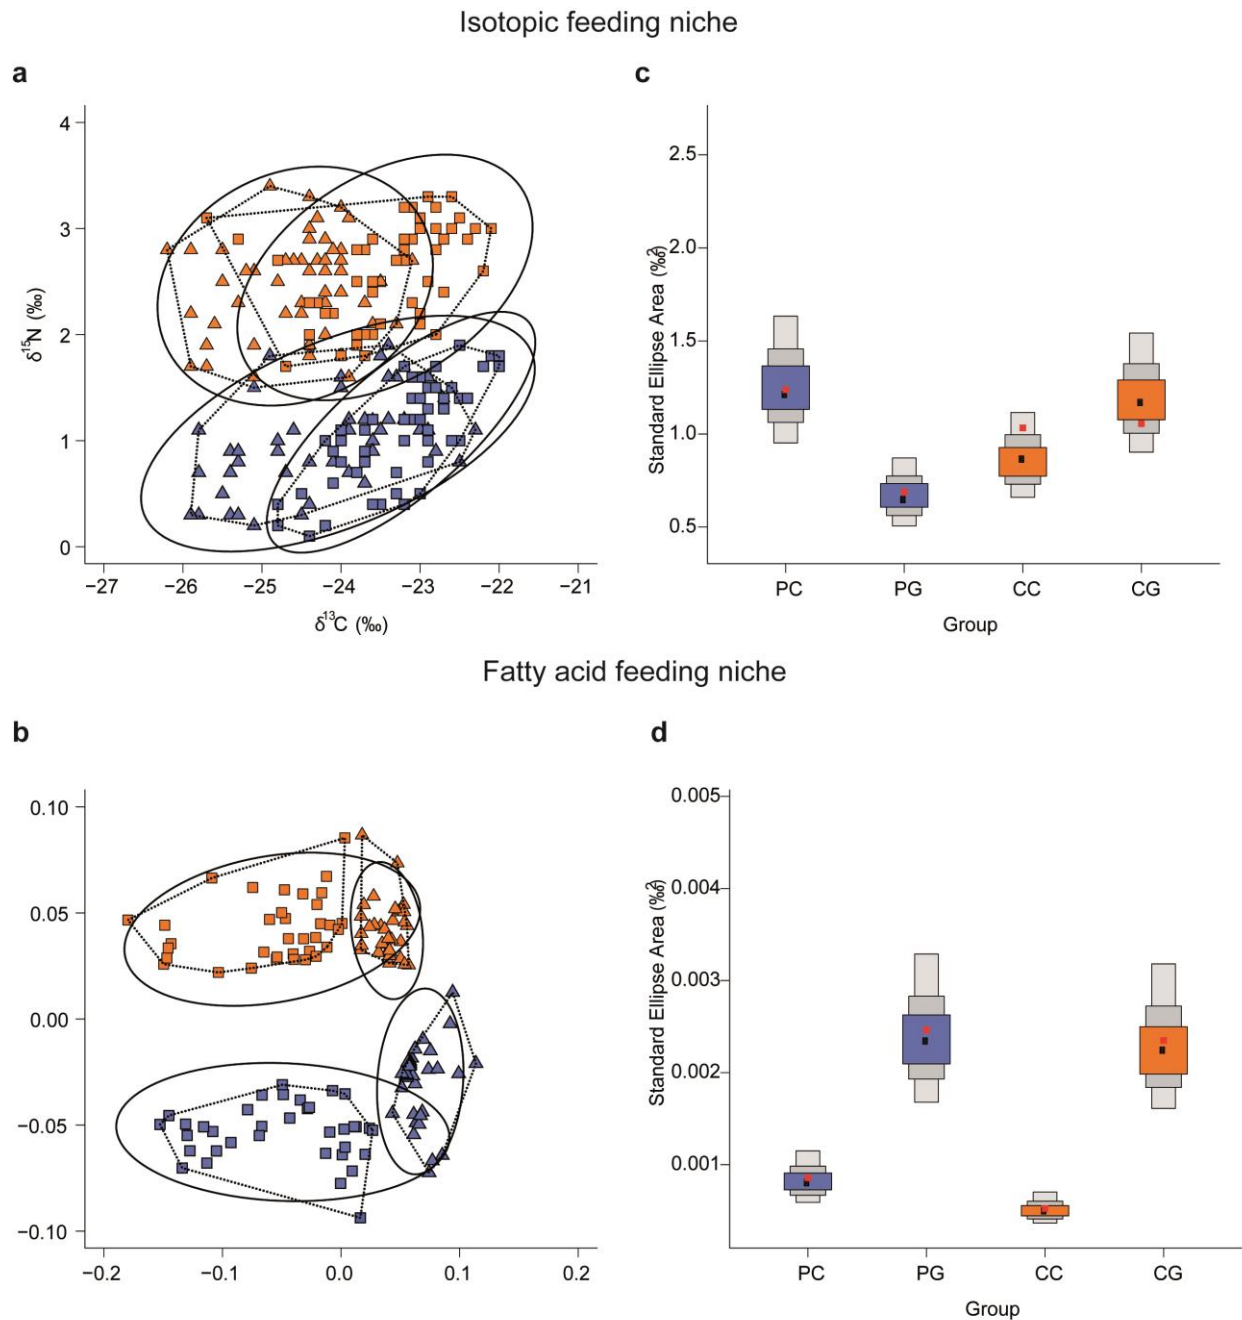 Isotopic feeding niche
a
4
3
2
1
0
δ15N (‰)
−27 −26 −25 −24 −23 −22 −21
δ13C (‰)
c
2.5
2.0
1.5
1.0
0.5
Standard Ellipse Area (‰2)
PC PG CC CG
Group
Fatty acid feeding niche
b
0.10
0.05
0.00
−0.05
−0.10
−0.2 −0.1 0.0 0.1 0.2
d
0.005
0.004
0.003
0.002
0.001
Standard Ellipse Area (‰2)
PC PG CC CG
Group